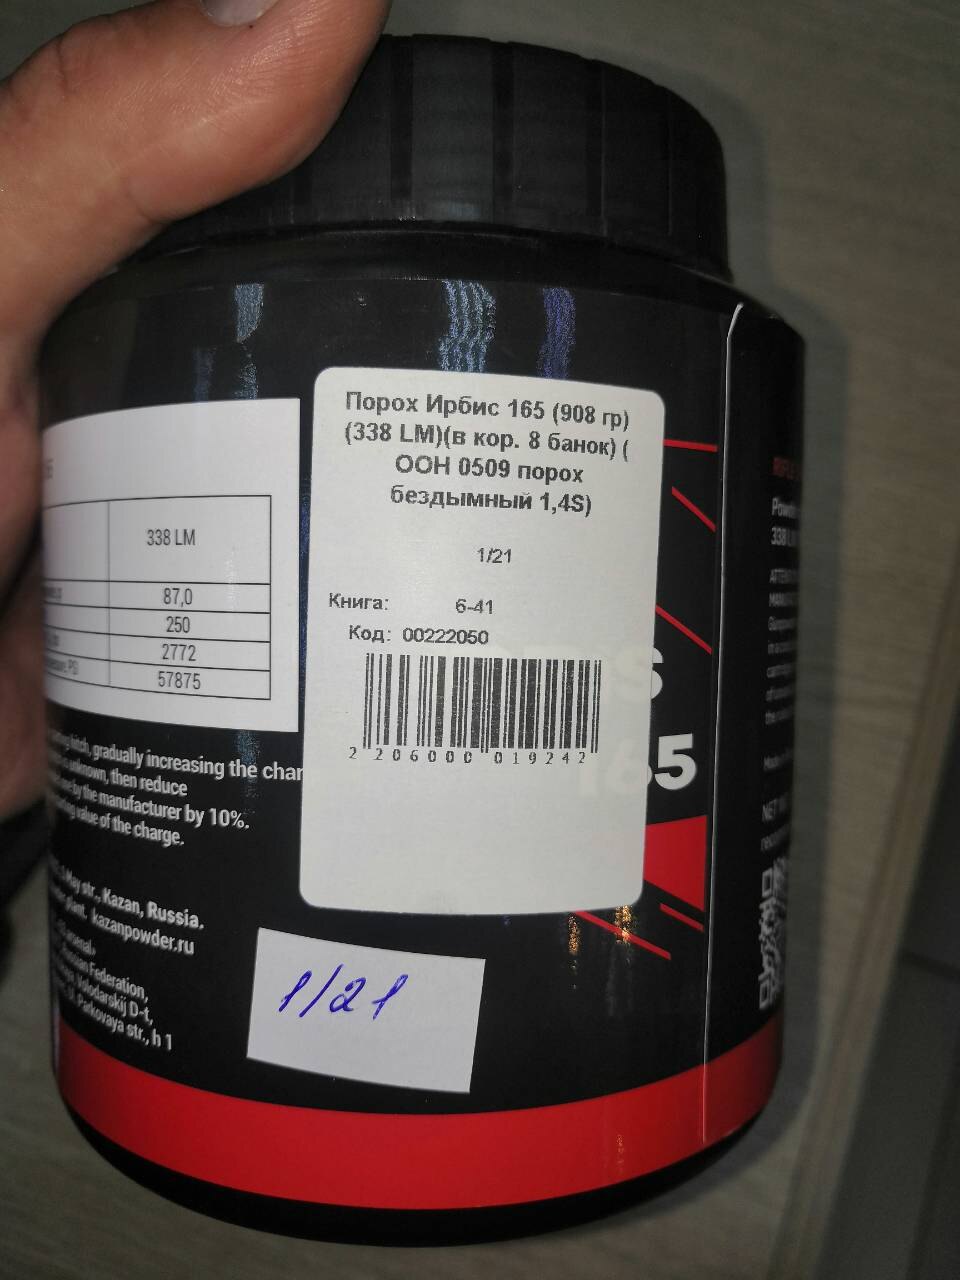 Порох Ирбис 165 (908 гр)
(338 LM)(в кор. 8 банок) (
ООН 0509 порох
бездымный 1,4S)
1/21
Книга: 6-41
Код: 00222050
2 206000 019242
338 LM
87,0
250
2772
57875
gradually increasing the char
unknown, then reduce
by the manufacturer by 10%.
value of the charge.
May str., Kazan, Russia.
plant, kazanpowder.ru
arsenal»
Federation,
Volodarskij D-t,
Parkovaya str., h 1
1/21
S
165
338 L